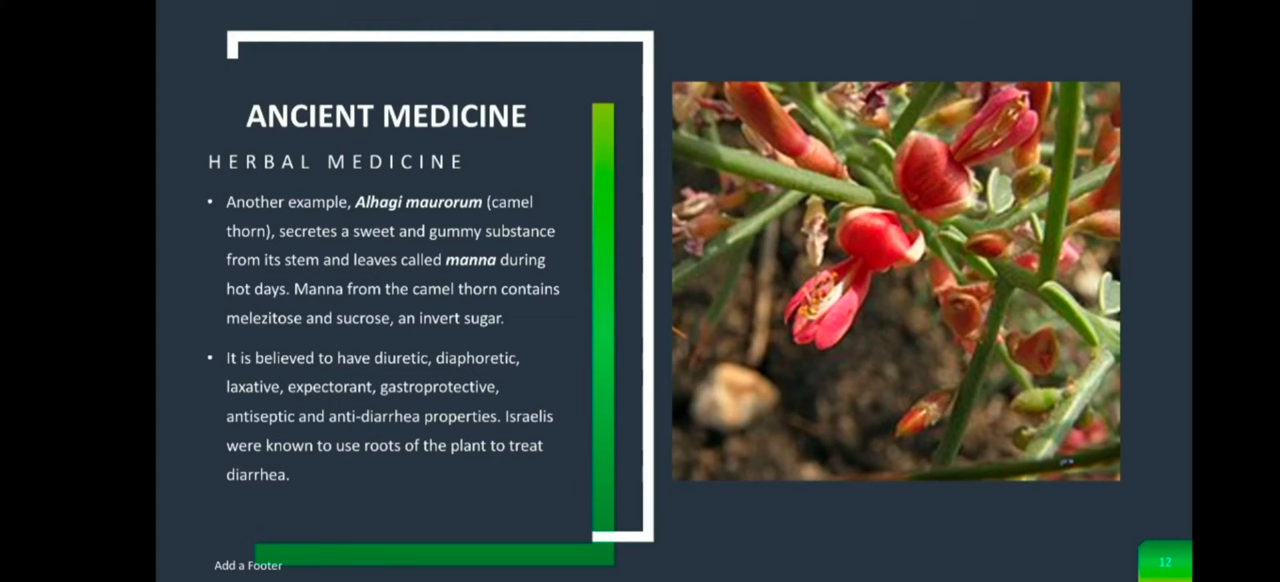 ANCIENT MEDICINE
HERBAL MEDICINE
• Another example, Alhagi maurorum (camel
thorn), secretes a sweet and gummy substance
from its stem and leaves called manna during
hot days. Manna from the camel thorn contains
melezitose and sucrose, an invert sugar.
• It is believed to have diuretic, diaphoretic,
laxative, expectorant, gastroprotective,
antiseptic and anti-diarrhea properties. Israelis
were known to use roots of the plant to treat
diarrhea.
Add a Footer
12